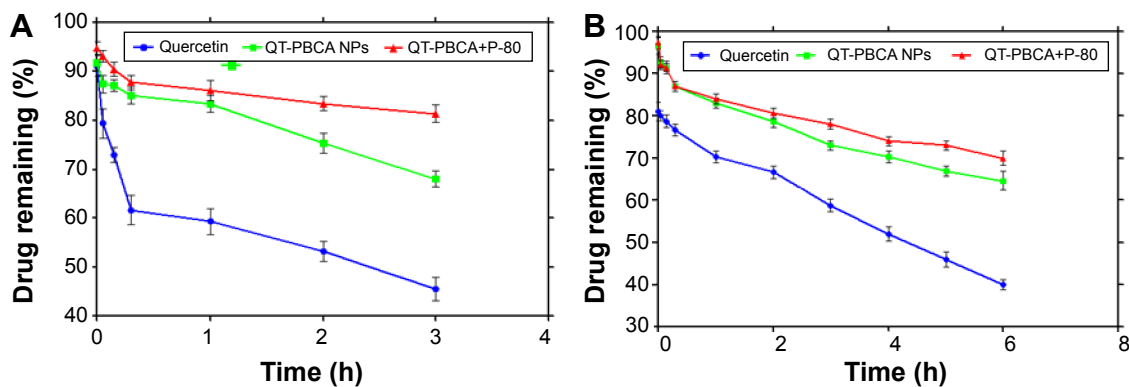 A
Drug remaining (%)
100
90
80
70
60
50
40
Quercetin QT-PBCA NPs QT-PBCA+P-80
0 1 2 3 4
Time (h)
B
Drug remaining (%)
100
90
80
70
60
50
40
30
Quercetin QT-PBCA NPs QT-PBCA+P-80
0 2 4 6 8
Time (h)